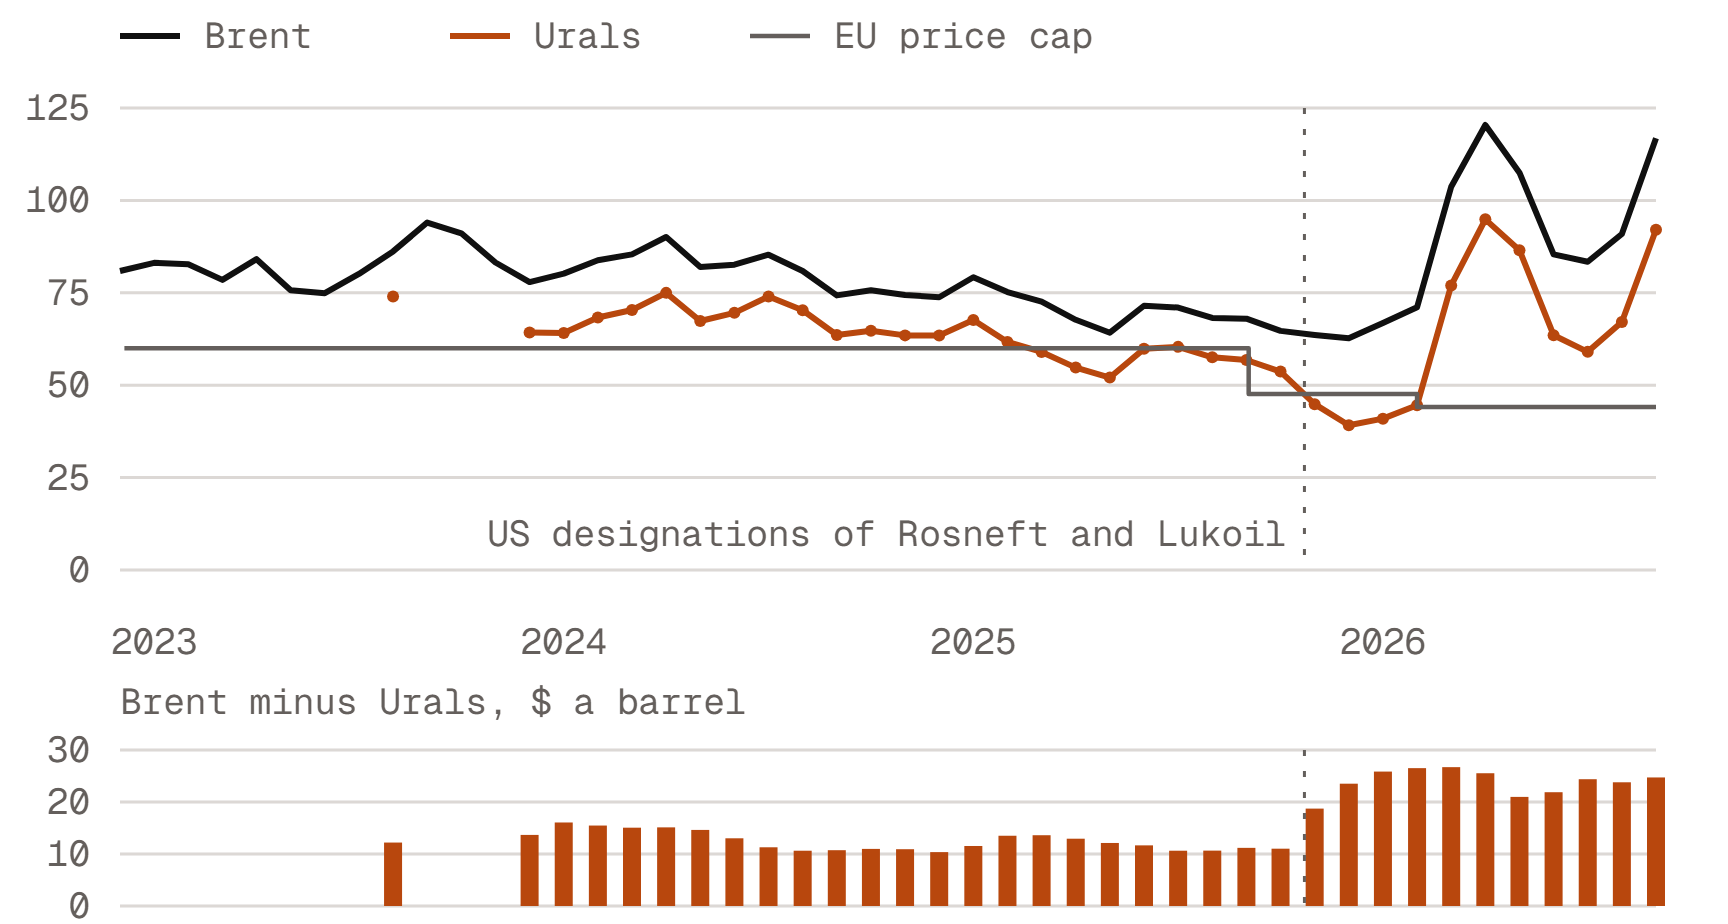 Brent Urals EU price cap
125
100
75
50
25
US designations of Rosneft and Lukoil
0
2023 2024 2025 2026
Brent minus Urals, $ a barrel
30
20
10
0